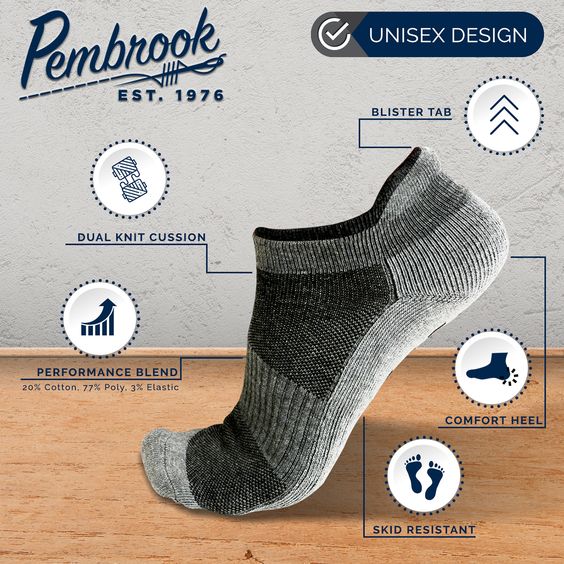 Pembrook
EST. 1976
UNISEX DESIGN
BLISTER TAB
DUAL KNIT CUSSION
PERFORMANCE BLEND
20% Cotton, 77% Poly, 3% Elastic
COMFORT HEEL
SKID RESISTANT